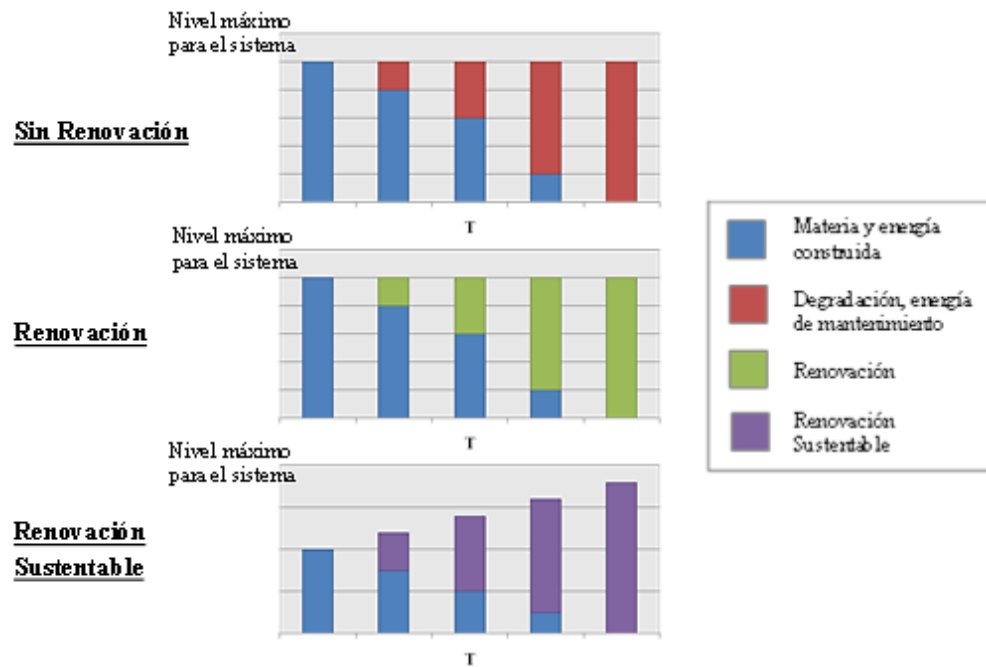 Nivel máximo
para el sistema
Sin Renovación
T
Nivel máximo
para el sistema
Renovación
T
Nivel máximo
para el sistema
Renovación
Sustentable
T
Materia y energía
construida
Degradación, energía
de mantenimiento
Renovación
Renovación
Sustentable